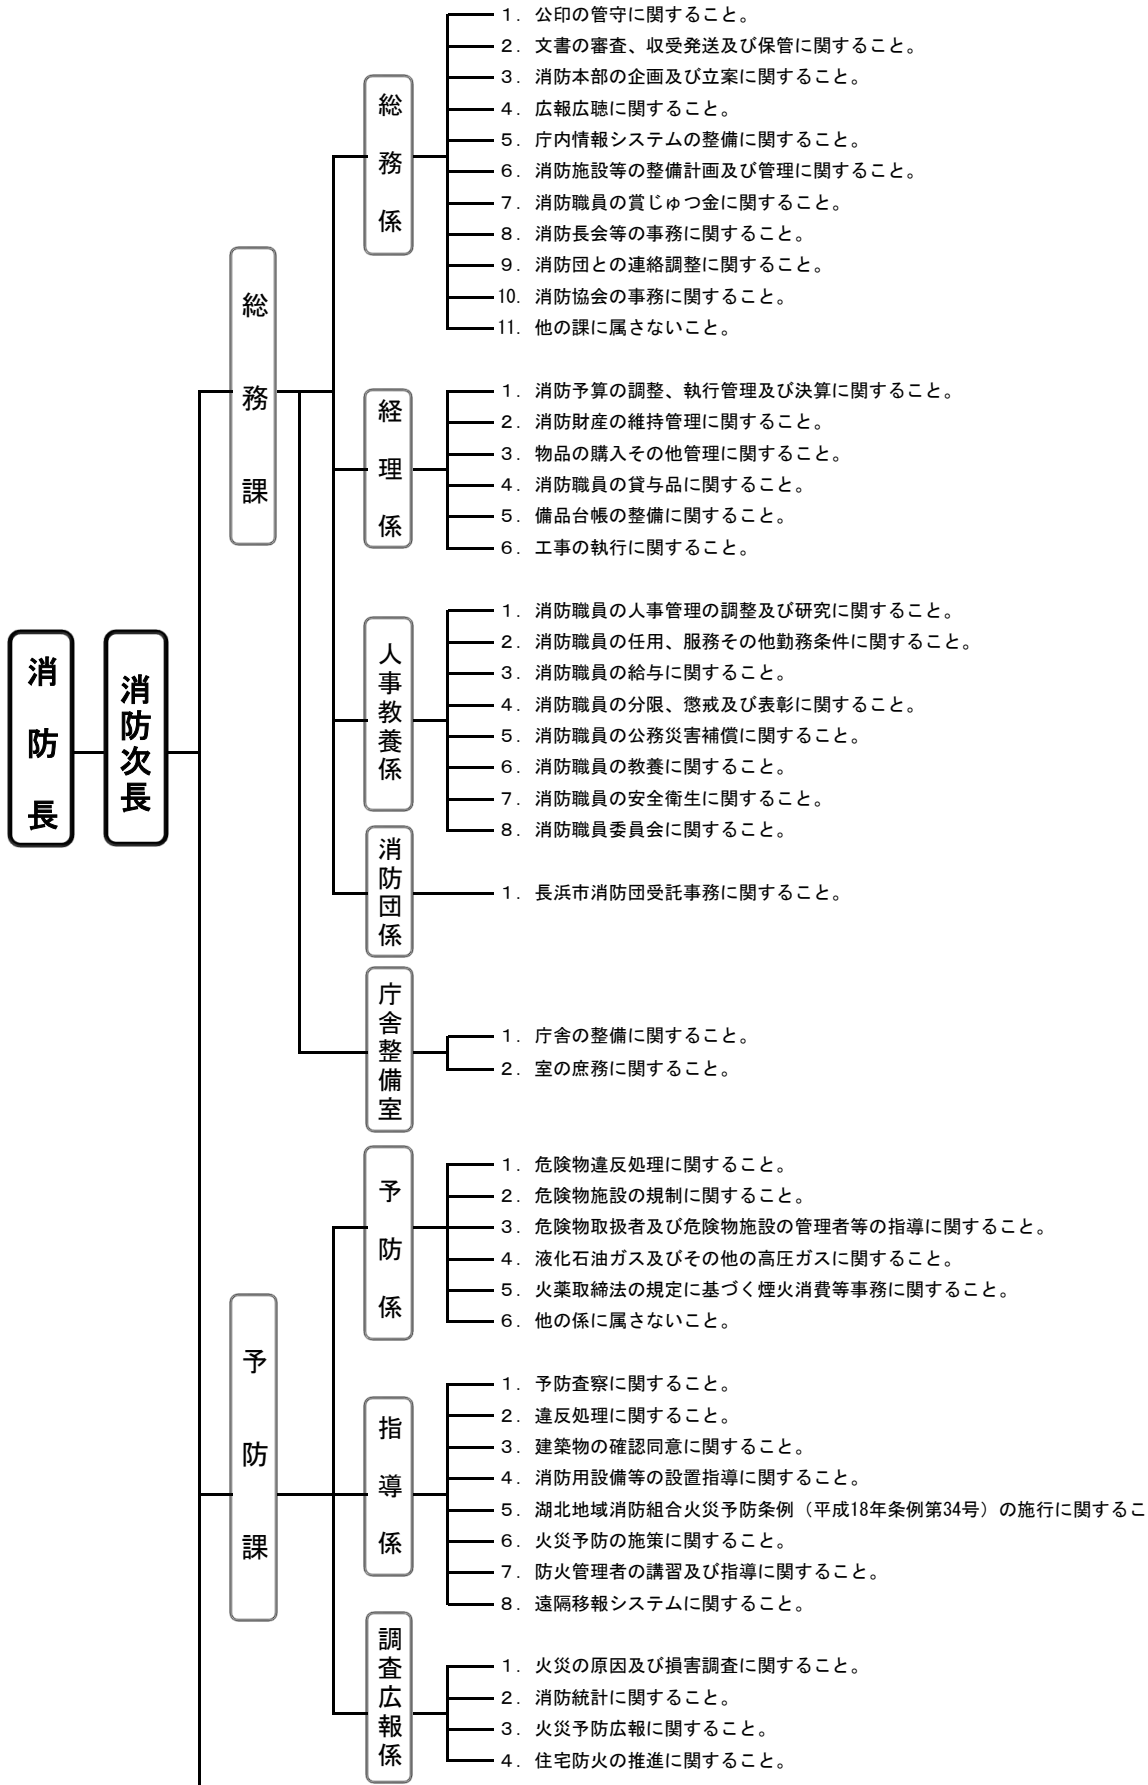 消防長
消防次長
総務課
総務係
１．公印の管守に関すること。
２．文書の審査、収受発送及び保管に関すること。
３．消防本部の企画及び立案に関すること。
４．広報広聴に関すること。
５．庁内情報システムの整備に関すること。
６．消防施設等の整備計画及び管理に関すること。
７．消防職員の賞じゅつ金に関すること。
８．消防長会等の事務に関すること。
９．消防団との連絡調整に関すること。
10．消防協会の事務に関すること。
11．他の課に属さないこと。
経理係
１．消防予算の調整、執行管理及び決算に関すること。
２．消防財産の維持管理に関すること。
３．物品の購入その他管理に関すること。
４．消防職員の貸与品に関すること。
５．備品台帳の整備に関すること。
６．工事の執行に関すること。
人事教養係
１．消防職員の人事管理の調整及び研究に関すること。
２．消防職員の任用、服務その他勤務条件に関すること。
３．消防職員の給与に関すること。
４．消防職員の分限、懲戒及び表彰に関すること。
５．消防職員の公務災害補償に関すること。
６．消防職員の教養に関すること。
７．消防職員の安全衛生に関すること。
８．消防職員委員会に関すること。
消防団係
１．長浜市消防団受託事務に関すること。
庁舎整備室
１．庁舎の整備に関すること。
２．室の庶務に関すること。
予防課
予防係
１．危険物違反処理に関すること。
２．危険物施設の規制に関すること。
３．危険物取扱者及び危険物施設の管理者等の指導に関すること。
４．液化石油ガス及びその他の高圧ガスに関すること。
５．火薬取締法の規定に基づく煙火消費等事務に関すること。
６．他の係に属さないこと。
指導係
１．予防査察に関すること。
２．違反処理に関すること。
３．建築物の確認同意に関すること。
４．消防用設備等の設置指導に関すること。
５．湖北地域消防組合火災予防条例（平成18年条例第34号）の施行に関するこ
６．火災予防の施策に関すること。
７．防火管理者の講習及び指導に関すること。
８．遠隔移報システムに関すること。
調査広報係
１．火災の原因及び損害調査に関すること。
２．消防統計に関すること。
３．火災予防広報に関すること。
４．住宅防火の推進に関すること。